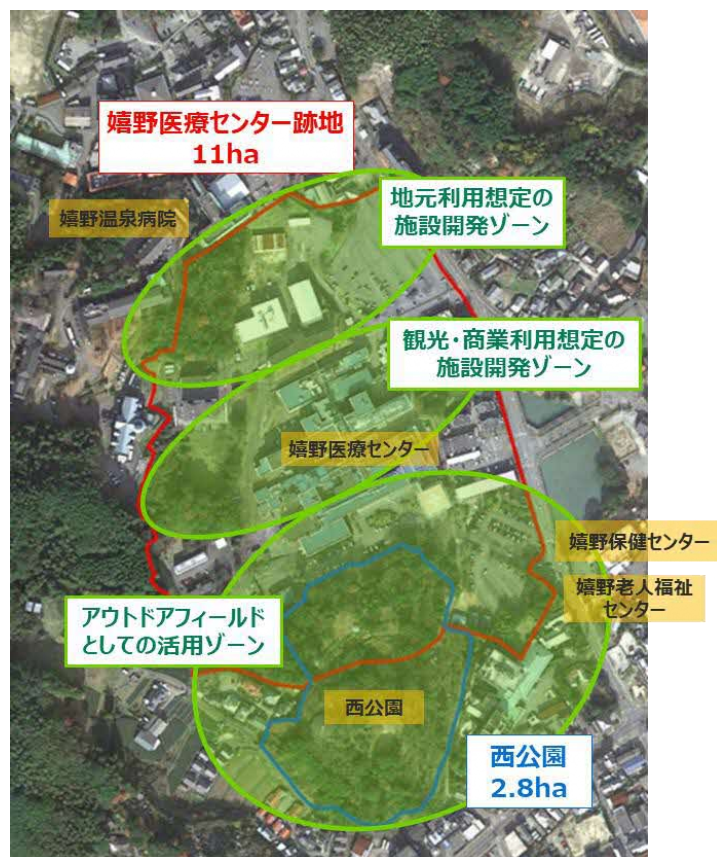 嬉野医療センター跡地
11ha
地元利用想定の
施設開発ゾーン
嬉野温泉病院
観光・商業利用想定の
施設開発ゾーン
嬉野医療センター
嬉野保健センター
嬉野老人福祉
センター
アウトドアフィールド
としての活用ゾーン
西公園
西公園
2.8ha